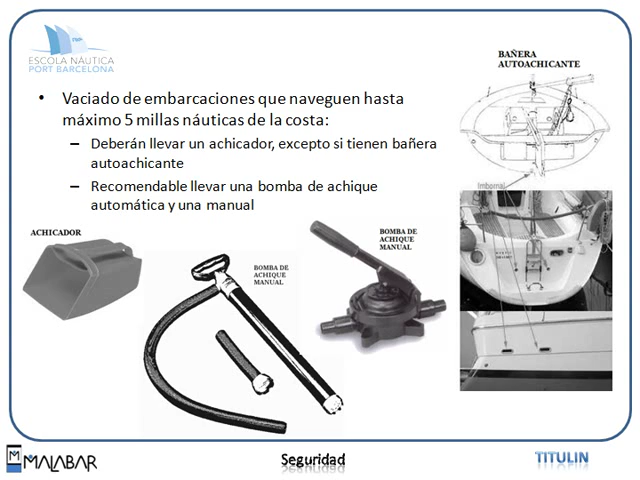 ESCOLA NÁUTICA
PORT BARCELONA
BAÑERA
AUTOACHICANTE
• Vaciado de embarcaciones que naveguen hasta
máximo 5 millas náuticas de la costa:
– Deberán llevar un achicador, excepto si tienen bañera
autoachicante
– Recomendable llevar una bomba de achique
automática y una manual
Imbornal
ACHICADOR
BOMBA DE
ACHIQUE
MANUAL
BOMBA DE
ACHIQUE
MANUAL
MALABAR
Seguridad
TITULIN